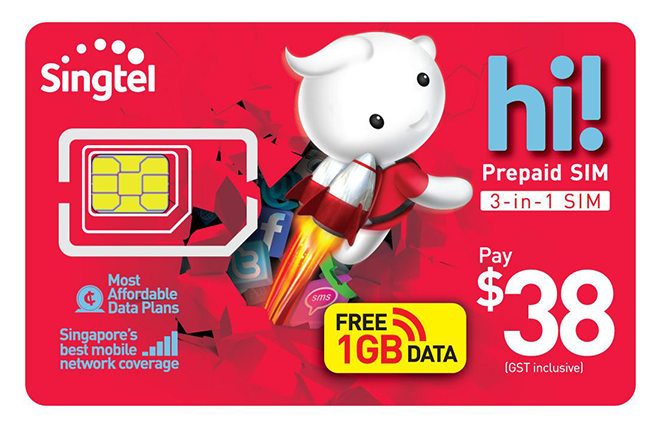 Singtel
hi!
Prepaid SIM
3-in-1 SIM
sms
Most
Affordable
Data Plans
Singapore's
best mobile
network coverage
FREE
1GB DATA
Pay
$38
(GST inclusive)